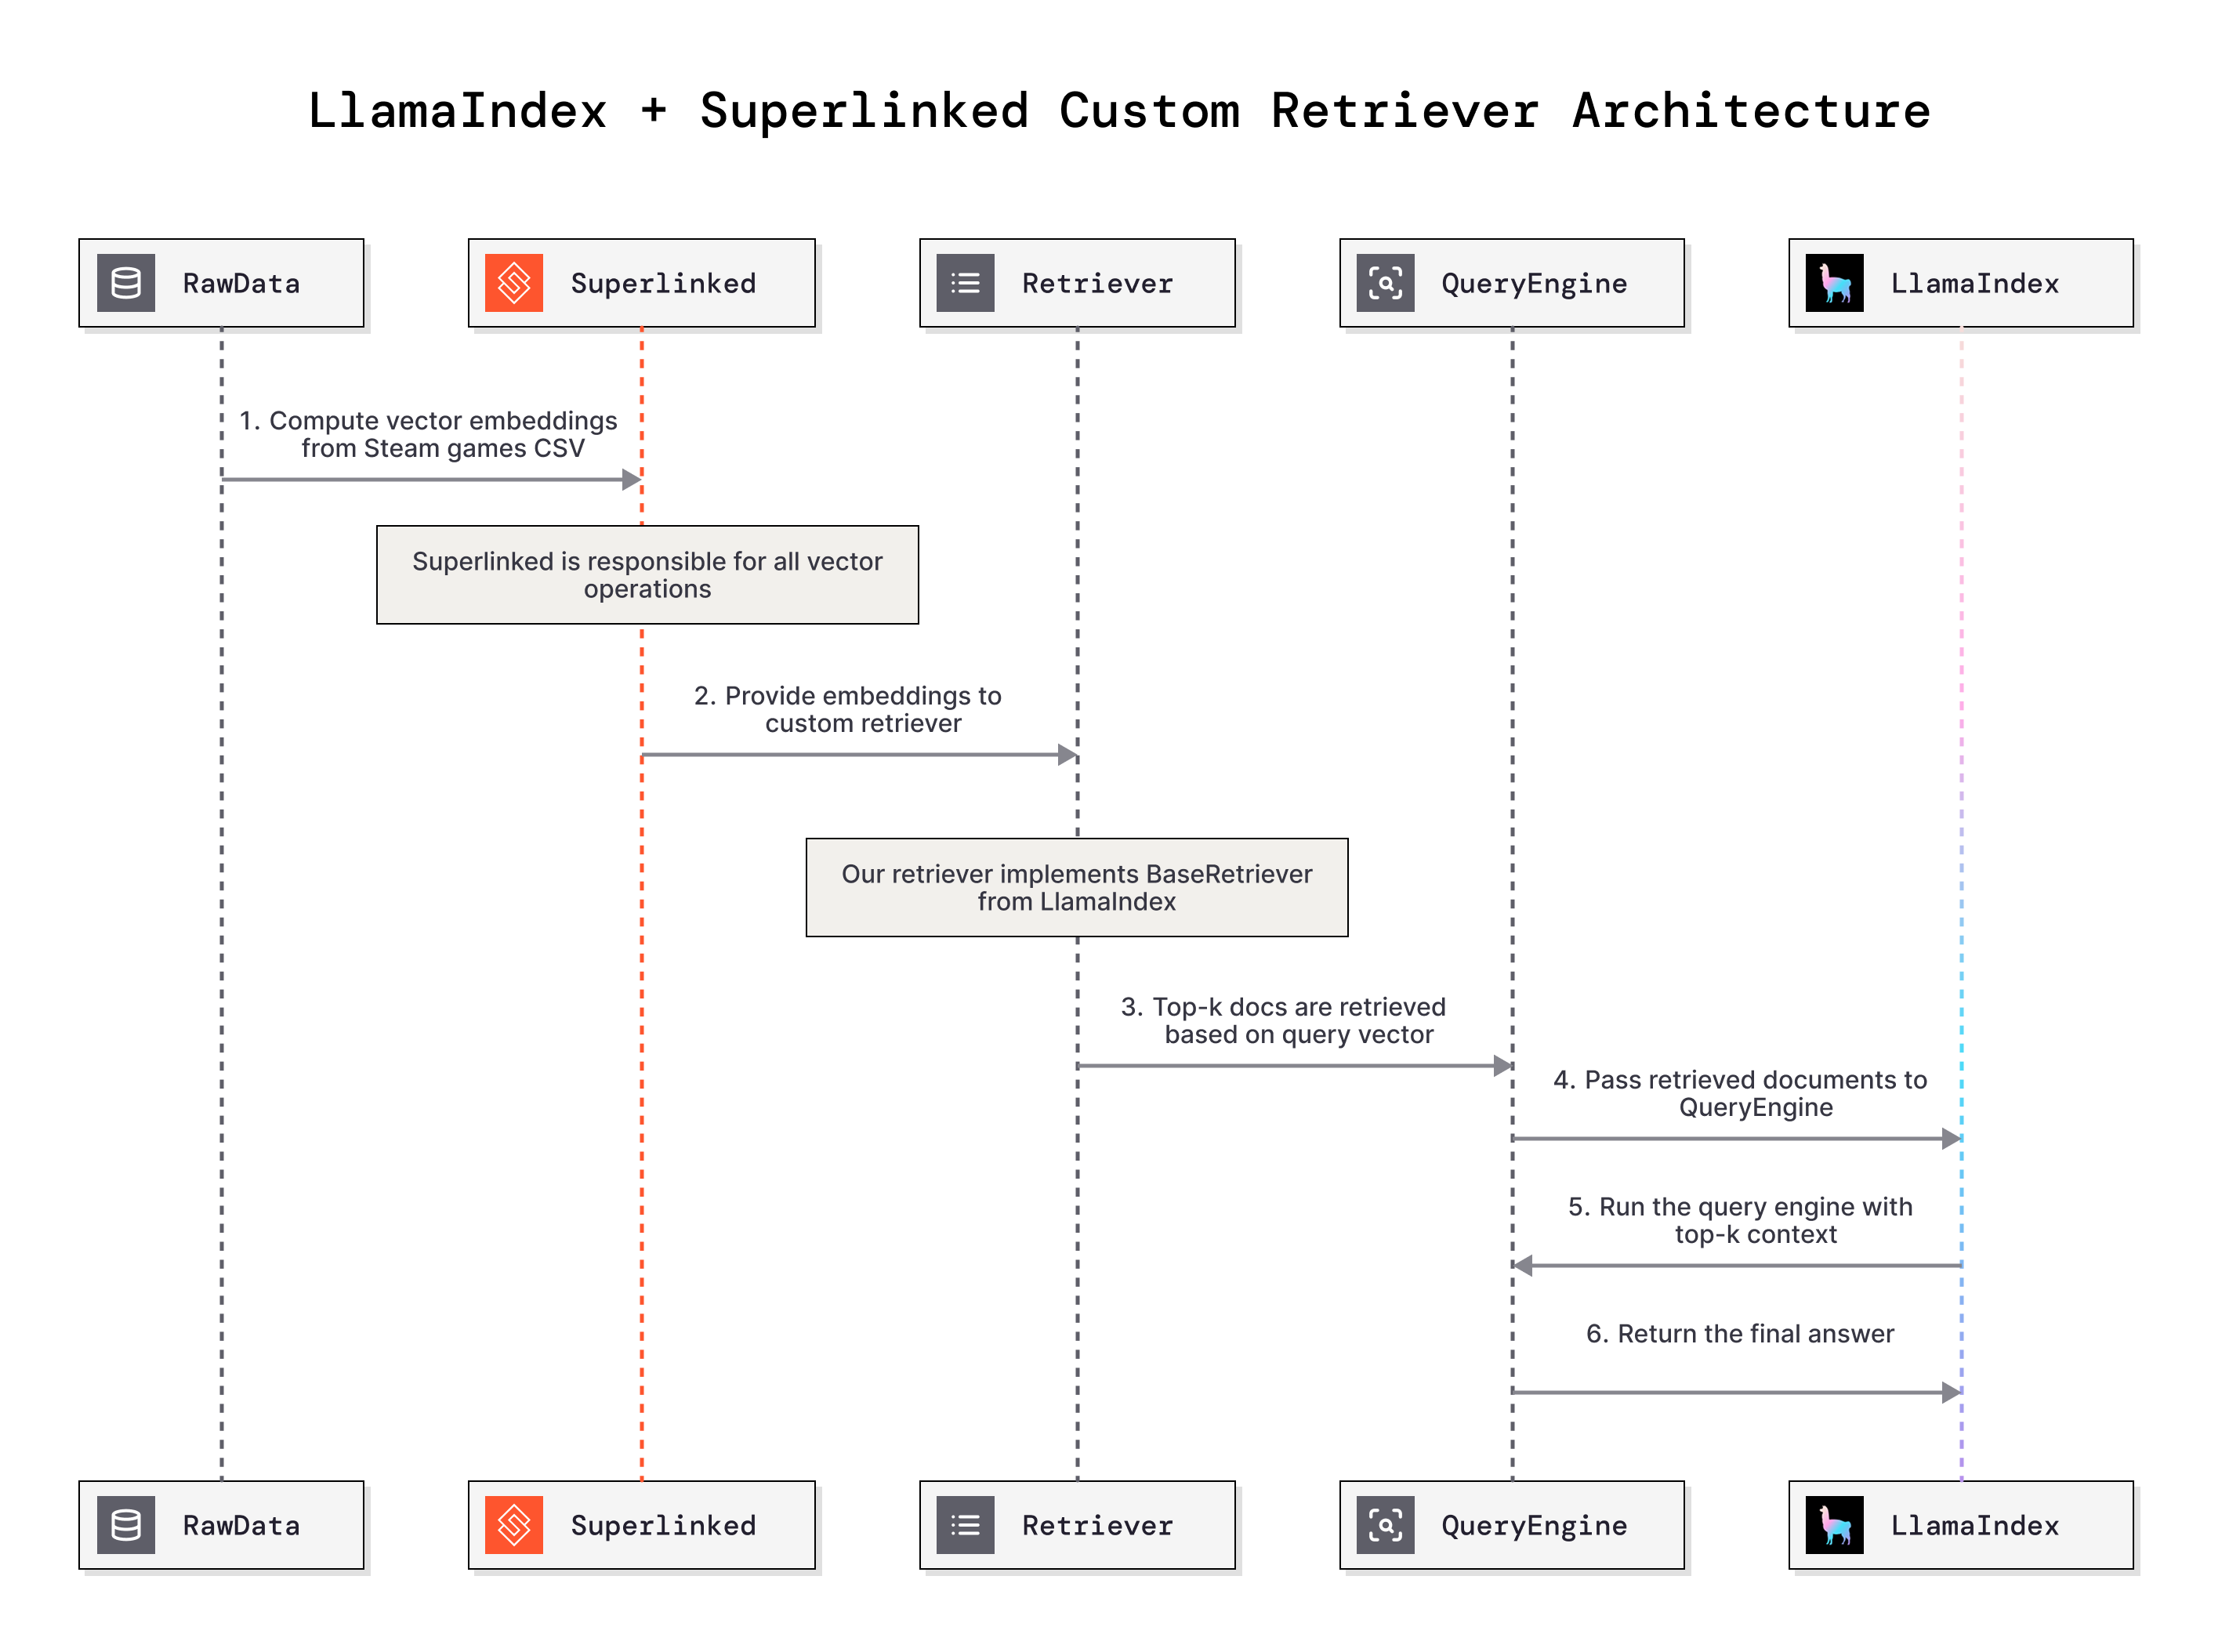 LlamaIndex + Superlinked Custom Retriever Architecture
RawData
Superlinked
Retriever
QueryEngine
LlamaIndex
1. Compute vector embeddings
from Steam games CSV
Superlinked is responsible for all vector
operations
2. Provide embeddings to
custom retriever
Our retriever implements BaseRetriever
from LlamaIndex
3. Top-k docs are retrieved
based on query vector
4. Pass retrieved documents to
QueryEngine
5. Run the query engine with
top-k context
6. Return the final answer
RawData
Superlinked
Retriever
QueryEngine
LlamaIndex